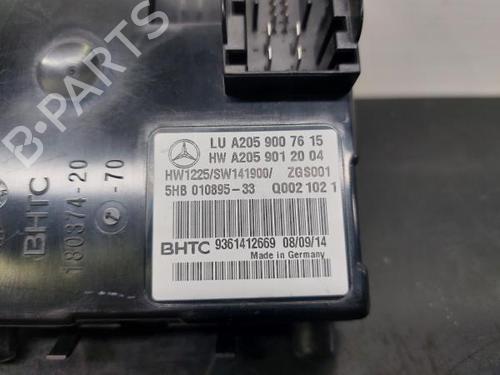 LU A205 900 76 15
HW A205 901 20 04
HW1225/SW141900/ ZGS001
5HB 010895-33 Q002 102 1
BHTC 9361412669 08/09/14
Made in Germany
BHTC
180374-20
-70
B-PARTS